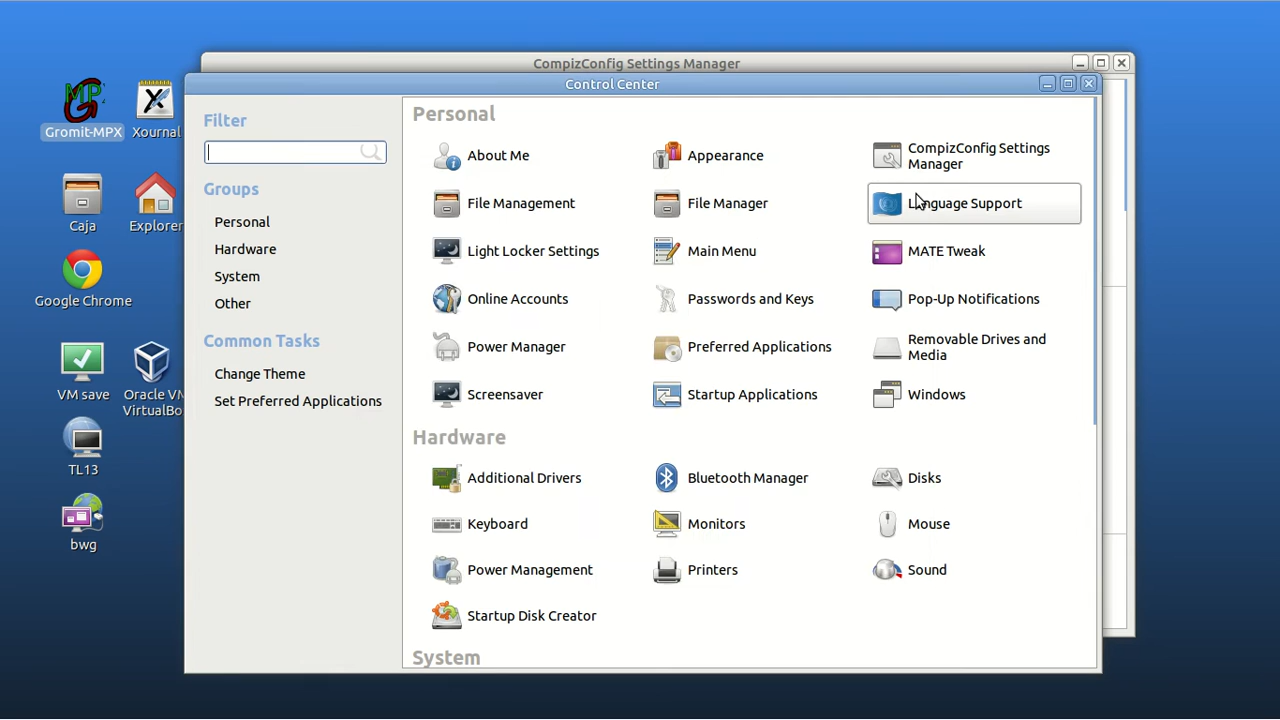 CompizConfig Settings Manager
Control Center
MP
G
X
Gromit-MPX
Xournal
Caja
Explorer
Google Chrome
VM save
Oracle VM
VirtualBo
TL13
bwg
Filter
Groups
Personal
Hardware
System
Other
Common Tasks
Change Theme
Set Preferred Applications
Personal
About Me
Appearance
CompizConfig Settings
Manager
File Management
File Manager
Language Support
Light Locker Settings
Main Menu
MATE Tweak
Online Accounts
Passwords and Keys
Pop-Up Notifications
Power Manager
Preferred Applications
Removable Drives and
Media
Screensaver
Startup Applications
Windows
Hardware
Additional Drivers
Bluetooth Manager
Disks
Keyboard
Monitors
Mouse
Power Management
Printers
Sound
Startup Disk Creator
System